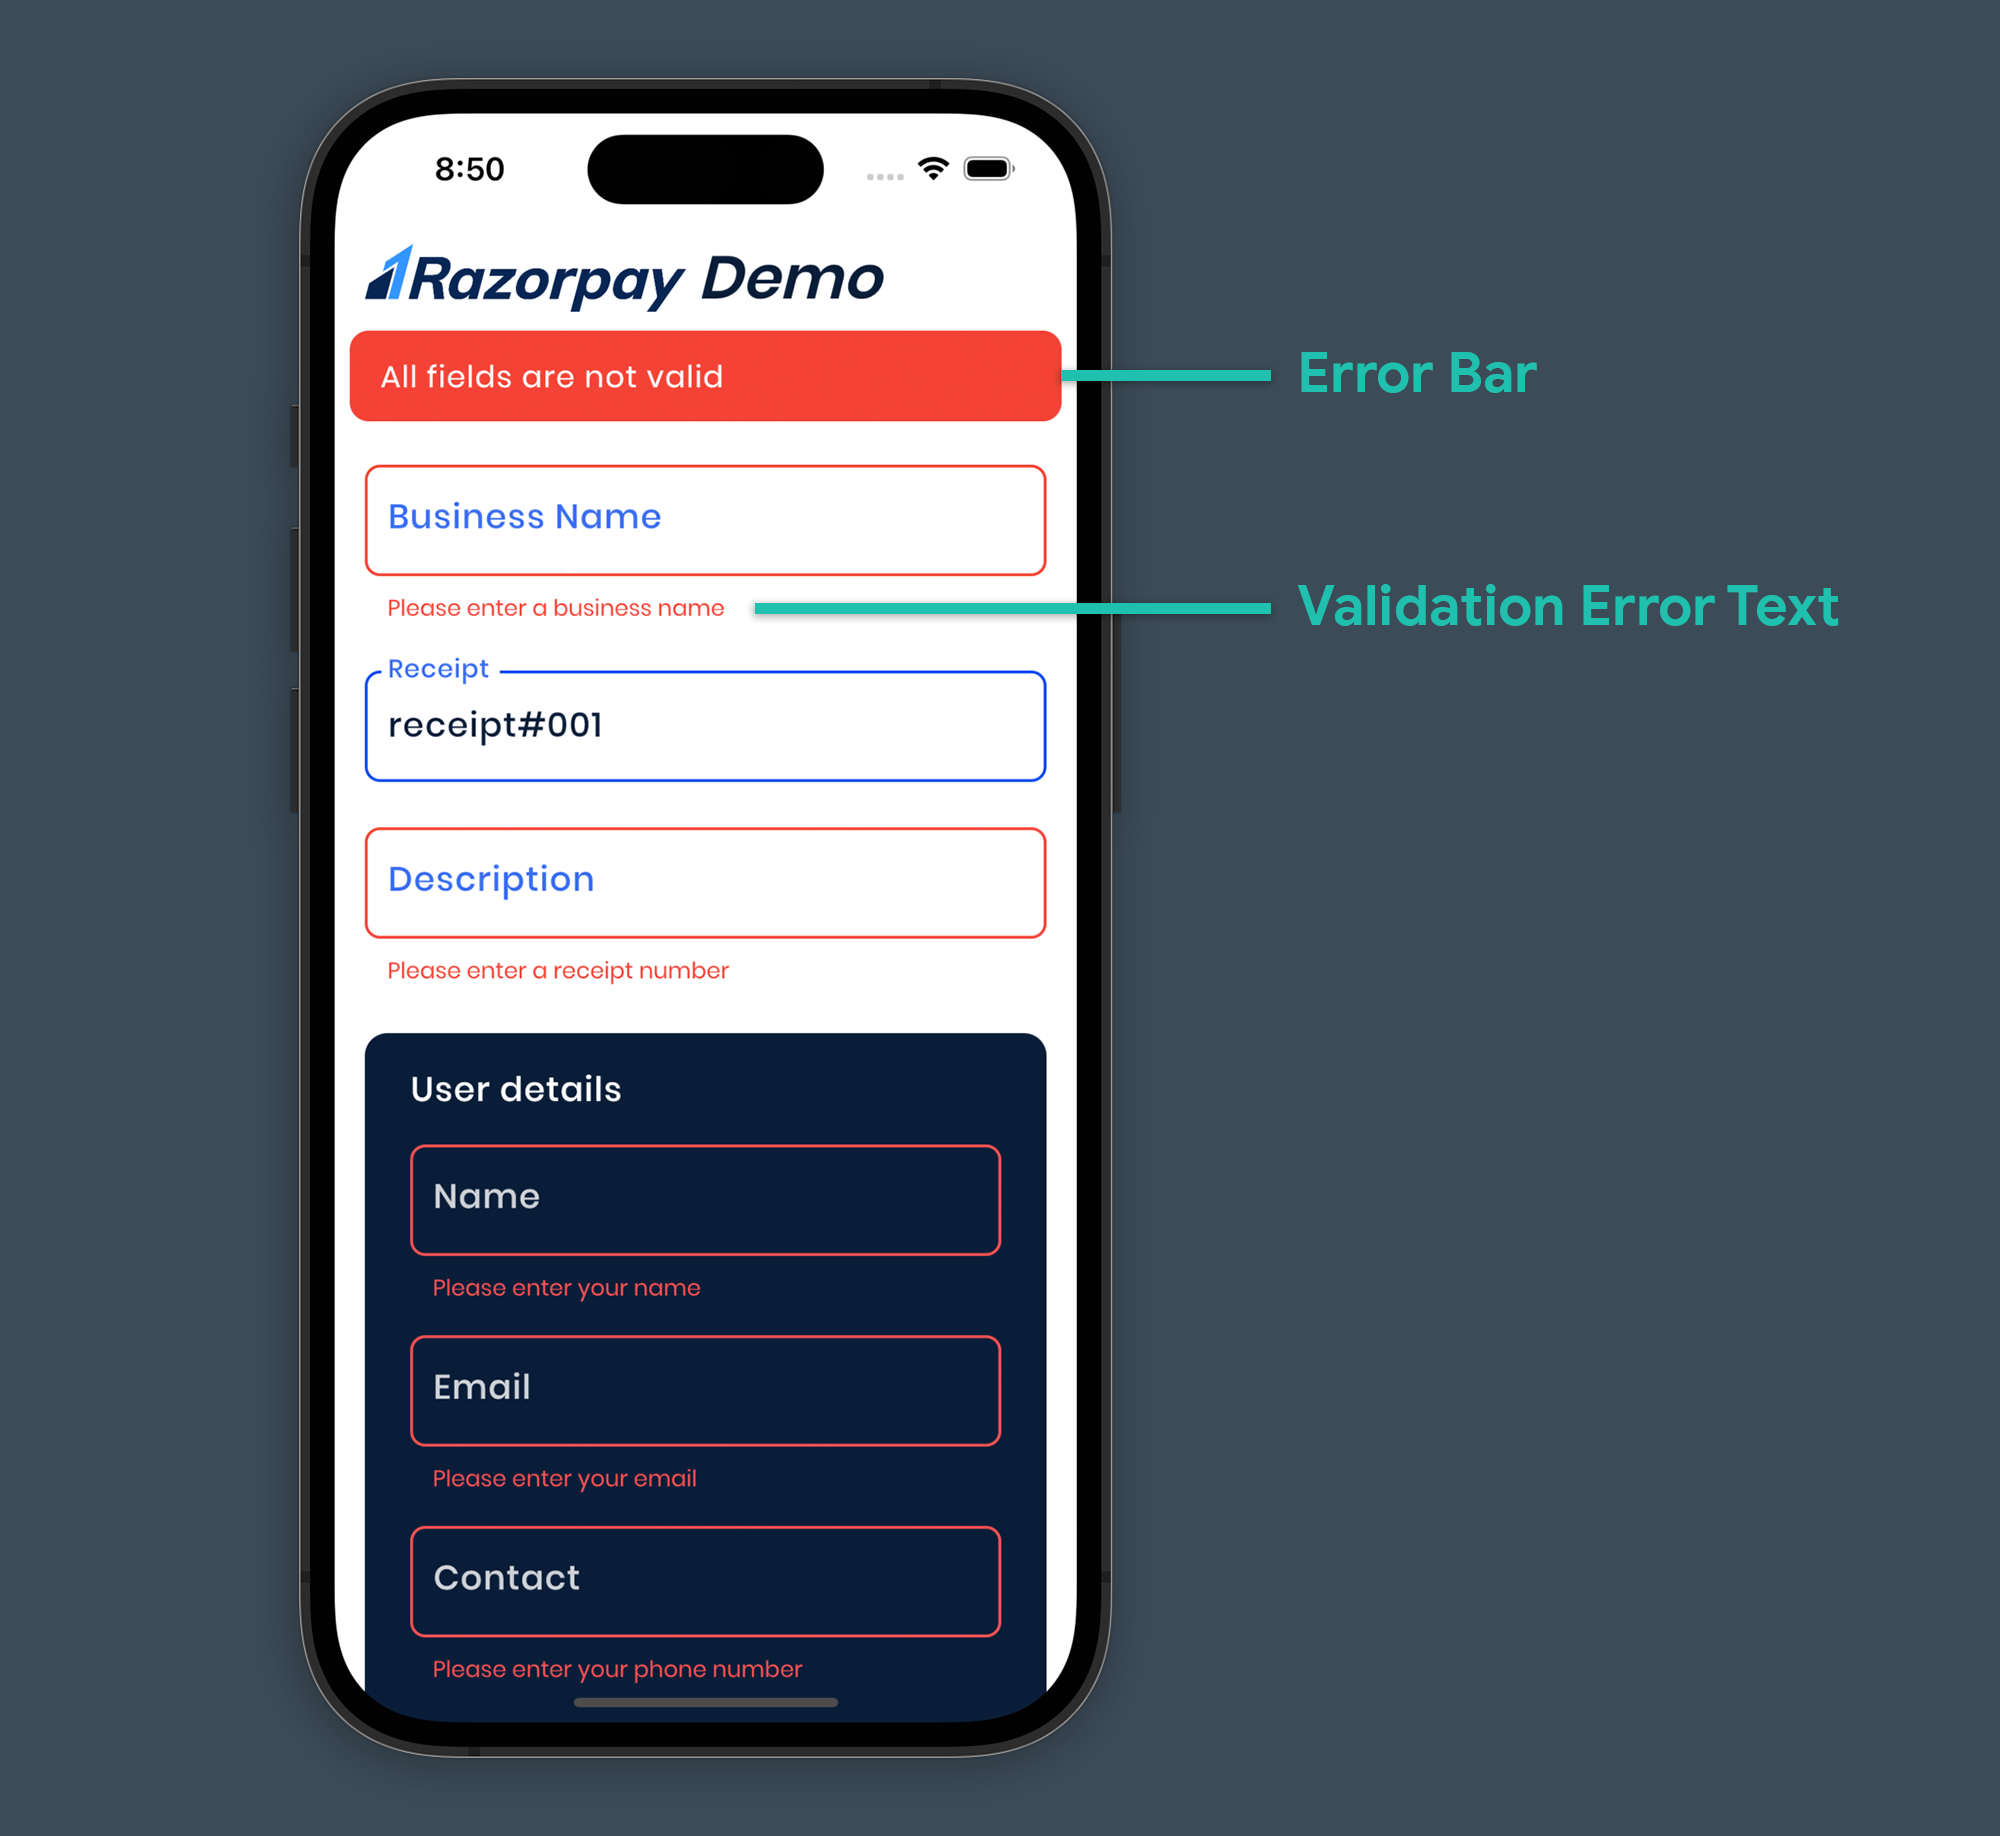 8:50
Razorpay Demo
All fields are not valid
Error Bar
Business Name
Please enter a business name
Validation Error Text
Receipt
receipt#001
Description
Please enter a receipt number
User details
Name
Please enter your name
Email
Please enter your email
Contact
Please enter your phone number